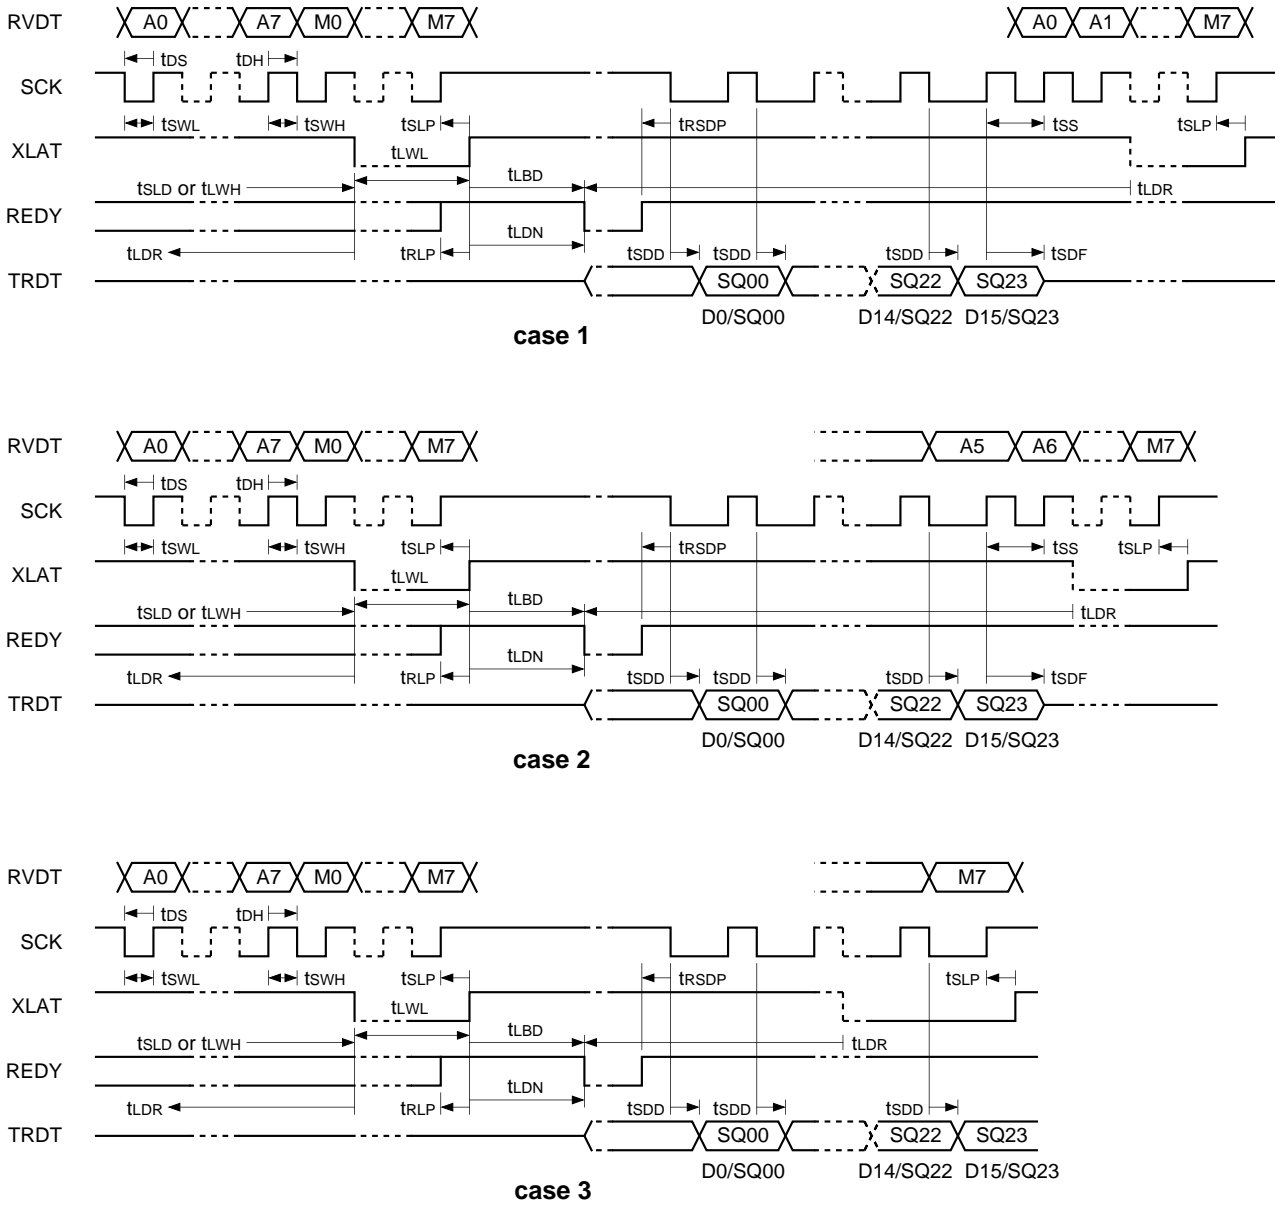 RVDT A0 A7 M0 M7 A0 A1 M7
tDS tDH
SCK
tSWL tSWH tSLP tRSDP tSS tSLP
XLAT tLWL
tSLD or tLWH tLBD tLDR
REDY
tLDR tRLP tLDN tSDD tSDD tSDD tSDF
TRDT SQ00 SQ22 SQ23
D0/SQ00 D14/SQ22 D15/SQ23
case 1
RVDT A0 A7 M0 M7 A5 A6 M7
tDS tDH
SCK
tSWL tSWH tSLP tRSDP tSS tSLP
XLAT tLWL
tSLD or tLWH tLBD tLDR
REDY
tLDR tRLP tLDN tSDD tSDD tSDD tSDF
TRDT SQ00 SQ22 SQ23
D0/SQ00 D14/SQ22 D15/SQ23
case 2
RVDT A0 A7 M0 M7 M7
tDS tDH
SCK
tSWL tSWH tSLP tRSDP tSLP
XLAT tLWL
tSLD or tLWH tLBD tLDR
REDY
tLDR tRLP tLDN tSDD tSDD tSDD
TRDT SQ00 SQ22 SQ23
D0/SQ00 D14/SQ22 D15/SQ23
case 3